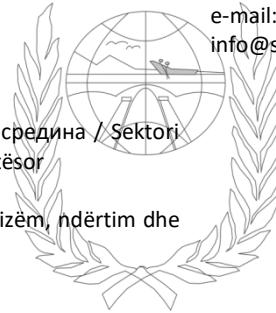 e-mail:
info@s
средина / Sektori
ësor
izëm, ndërtim dhe